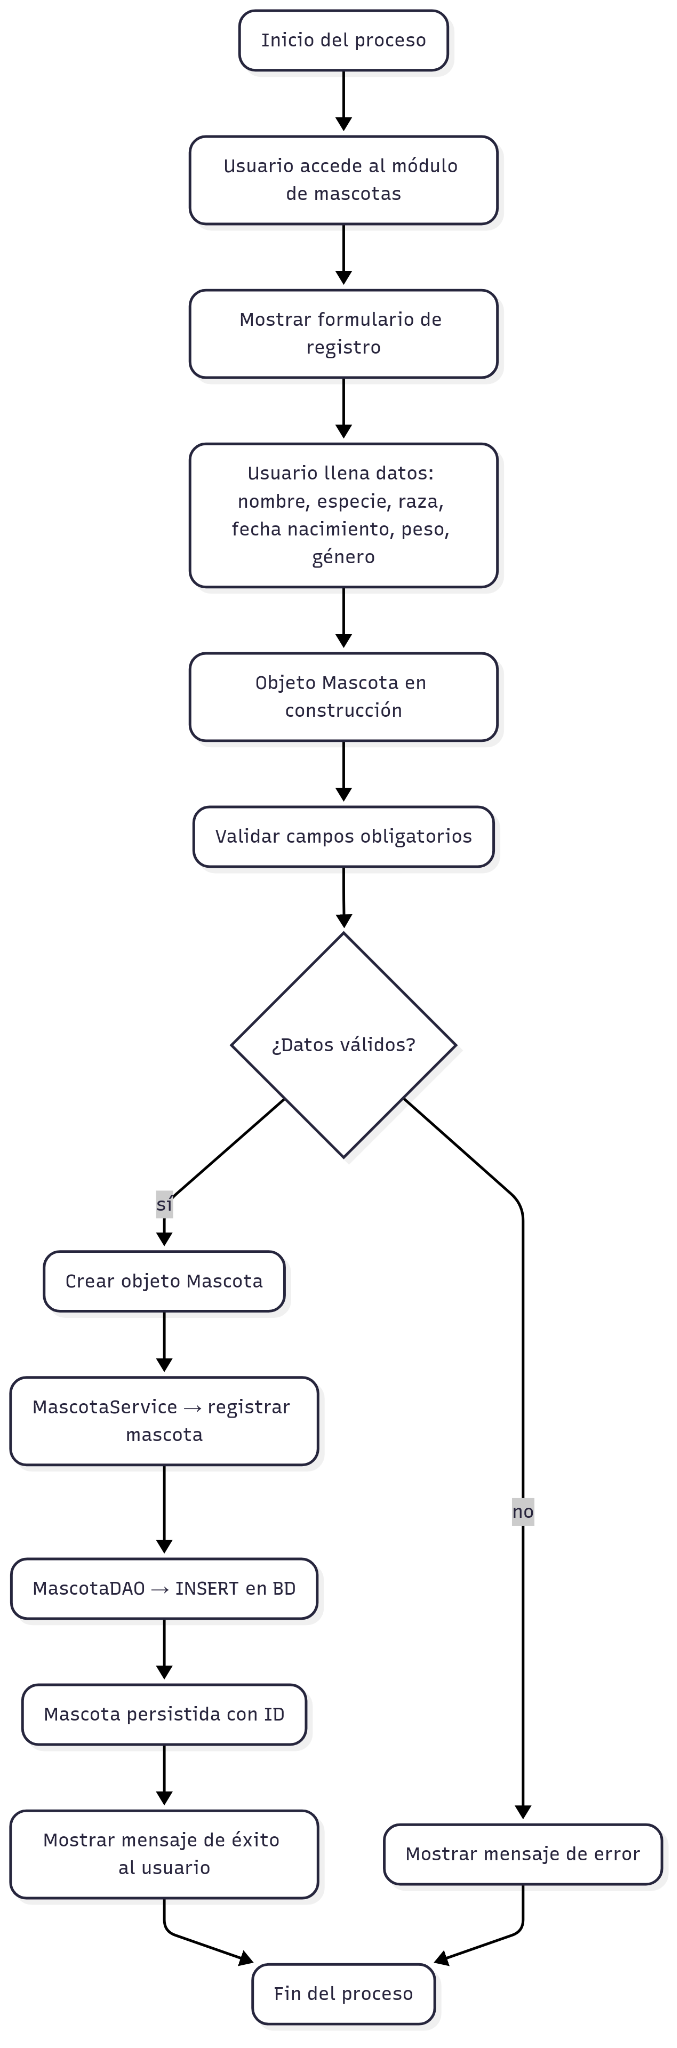 Inicio del proceso
Usuario accede al módulo
de mascotas
Mostrar formulario de
registro
Usuario llena datos:
nombre, especie, raza,
fecha nacimiento, peso,
género
Objeto Mascota en
construcción
Validar campos obligatorios
¿Datos válidos?
sí
Crear objeto Mascota
MascotaService → registrar
mascota
no
MascotaDAO → INSERT en BD
Mascota persistida con ID
Mostrar mensaje de éxito
al usuario
Mostrar mensaje de error
Fin del proceso